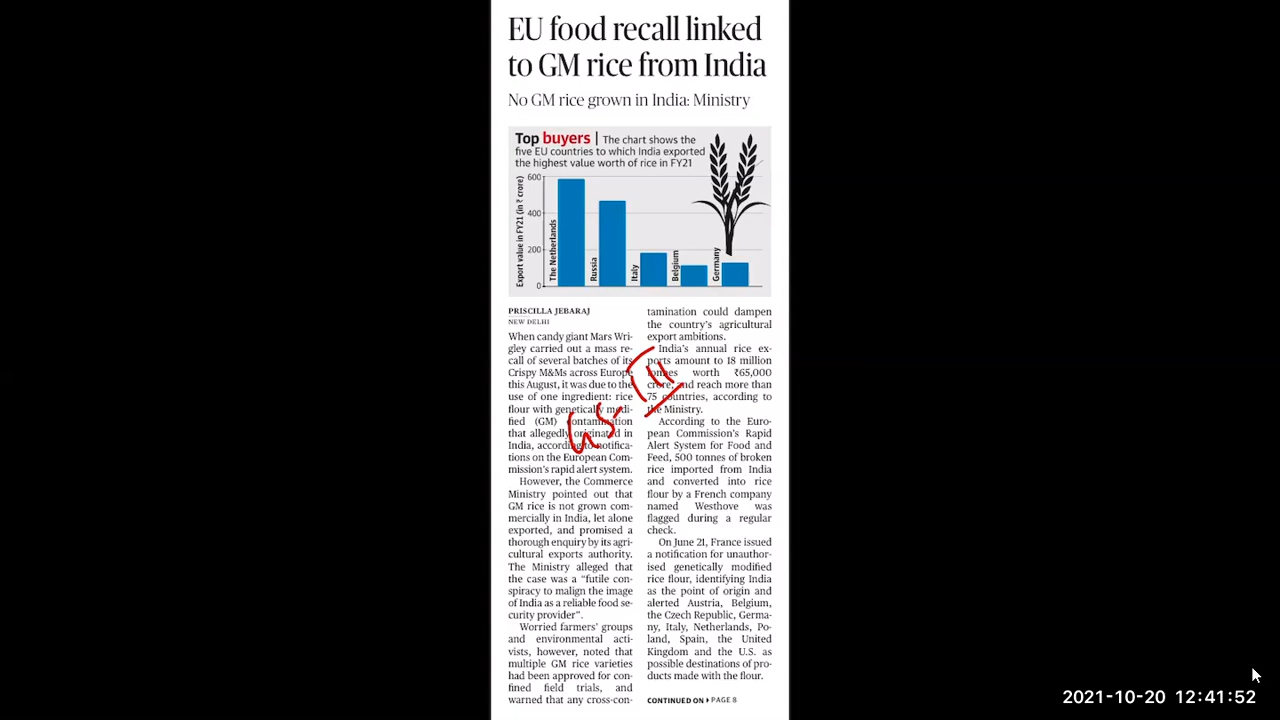 EU food recall linked
to GM rice from India
No GM rice grown in India: Ministry
Top buyers | The chart shows the
five EU countries to which India exported
the highest value worth of rice in FY21
Export value in FY21 (in ₹ crore)
600
400
200
0
The Netherlands
Russia
Italy
Belgium
Germany
PRISCILLA JEBARAJ
NEW DELHI
When candy giant Mars Wri-
gley carried out a mass re-
call of several batches of its
Crispy M&Ms across Europe
this August, it was due to the
use of one ingredient: rice
flour with genetically modi-
fied (GM) contamination
that allegedly originated in
India, according to notifica-
tions on the European Com-
mission's rapid alert system.
However, the Commerce
Ministry pointed out that
GM rice is not grown com-
mercially in India, let alone
exported, and promised a
thorough enquiry by its agri-
cultural exports authority.
The Ministry alleged that
the case was a "futile con-
spiracy to malign the image
of India as a reliable food se-
curity provider".
Worried farmers' groups
and environmental acti-
vists, however, noted that
multiple GM rice varieties
had been approved for con-
fined field trials, and
warned that any cross-con-
tamination could dampen
the country's agricultural
export ambitions.
India's annual rice ex-
ports amount to 18 million
tonnes worth ₹65,000
crore, and reach more than
75 countries, according to
the Ministry.
According to the Euro-
pean Commission's Rapid
Alert System for Food and
Feed, 500 tonnes of broken
rice imported from India
and converted into rice
flour by a French company
named Westhove was
flagged during a regular
check.
On June 21, France issued
a notification for unauthor-
ised genetically modified
rice flour, identifying India
as the point of origin and
alerted Austria, Belgium,
the Czech Republic, Germa-
ny, Italy, Netherlands, Po-
land, Spain, the United
Kingdom and the U.S. as
possible destinations of pro-
ducts made with the flour.
CONTINUED ON PAGE 8
2021-10-20 12:41:52